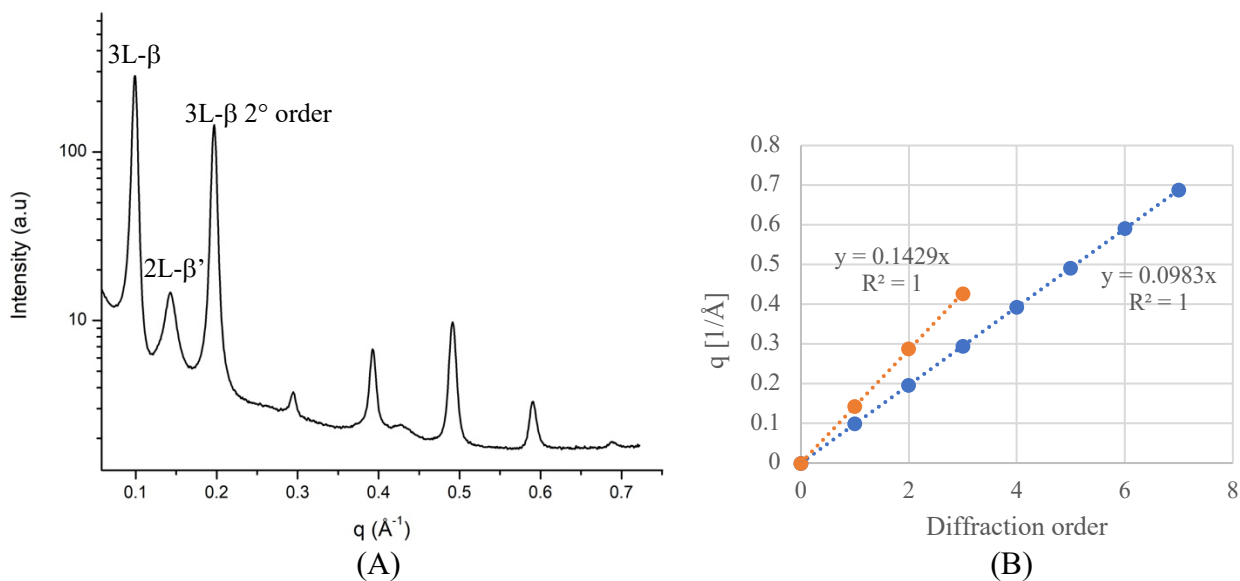 3L-β
3L-β 2° order
2L-β’
100
10
Intensity (a.u)
0.1 0.2 0.3 0.4 0.5 0.6 0.7
q (Å⁻¹)
(A)
0.8
0.7
0.6
0.5
0.4
0.3
0.2
0.1
0
q [1/Å]
y = 0.1429x
R² = 1
y = 0.0983x
R² = 1
0 2 4 6 8
Diffraction order
(B)